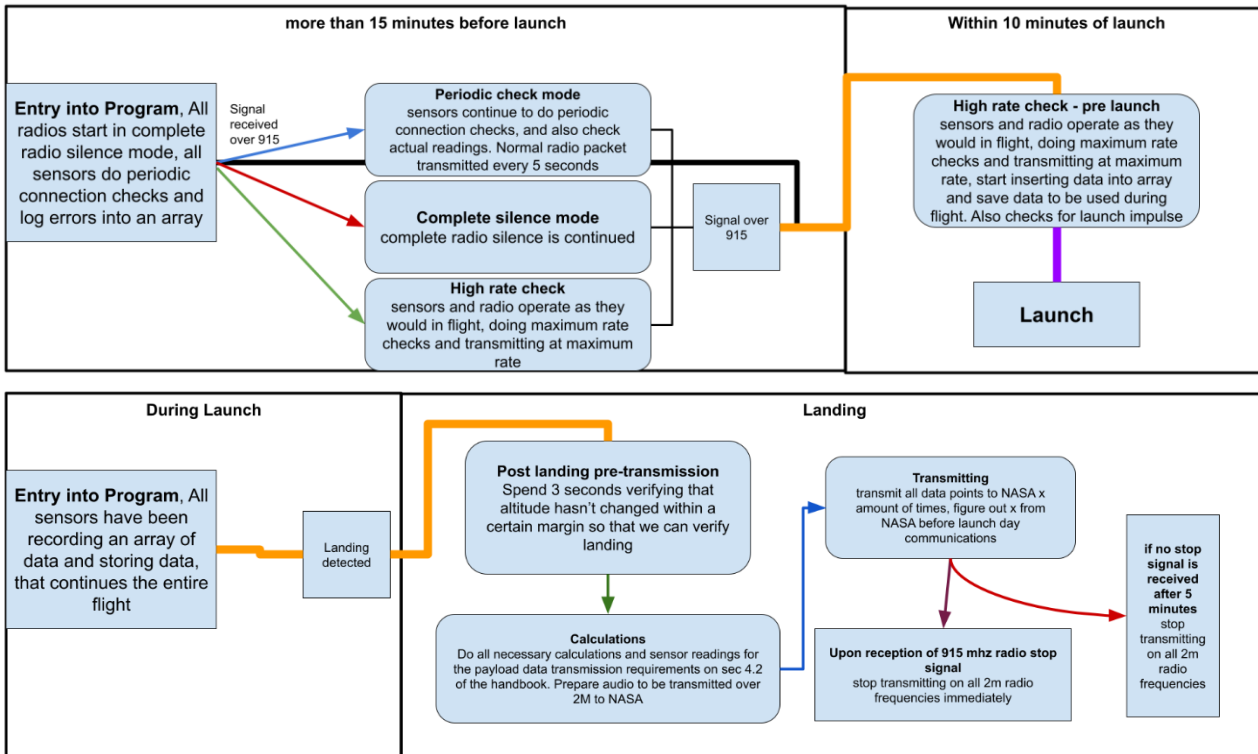 more than 15 minutes before launch
Within 10 minutes of launch
Entry into Program, All
radios start in complete
radio silence mode, all
sensors do periodic
connection checks and
log errors into an array
Signal
received
over 915
Periodic check mode
sensors continue to do periodic
connection checks, and also check
actual readings. Normal radio packet
transmitted every 5 seconds
Complete silence mode
complete radio silence is continued
High rate check
sensors and radio operate as they
would in flight, doing maximum rate
checks and transmitting at maximum
rate
Signal over
915
High rate check - pre launch
sensors and radio operate as they
would in flight, doing maximum rate
checks and transmitting at maximum
rate, start inserting data into array
and save data to be used during
flight. Also checks for launch impulse
Launch
During Launch
Landing
Entry into Program, All
sensors have been
recording an array of
data and storing data,
that continues the entire
flight
Landing
detected
Post landing pre-transmission
Spend 3 seconds verifying that
altitude hasn't changed within a
certain margin so that we can verify
landing
Calculations
Do all necessary calculations and sensor readings for
the payload data transmission requirements on sec 4.2
of the handbook. Prepare audio to be transmitted over
2M to NASA
Transmitting
transmit all data points to NASA x
amount of times, figure out x from
NASA before launch day
communications
Upon reception of 915 mhz radio stop
signal
stop transmitting on all 2m radio
frequencies immediately
if no stop
signal is
received
after 5
minutes
stop
transmitting
on all 2m
radio
frequencies